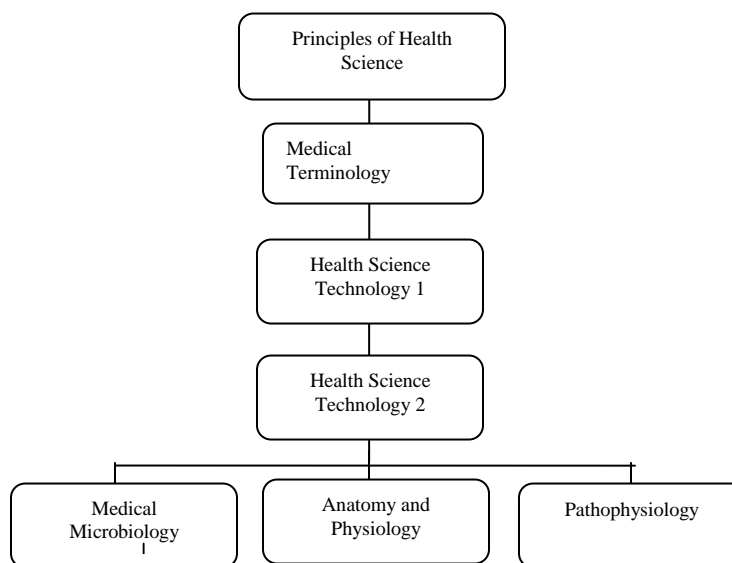 Principles of Health
Science
Medical
Terminology
Health Science
Technology 1
Health Science
Technology 2
Medical
Microbiology
Anatomy and
Physiology
Pathophysiology